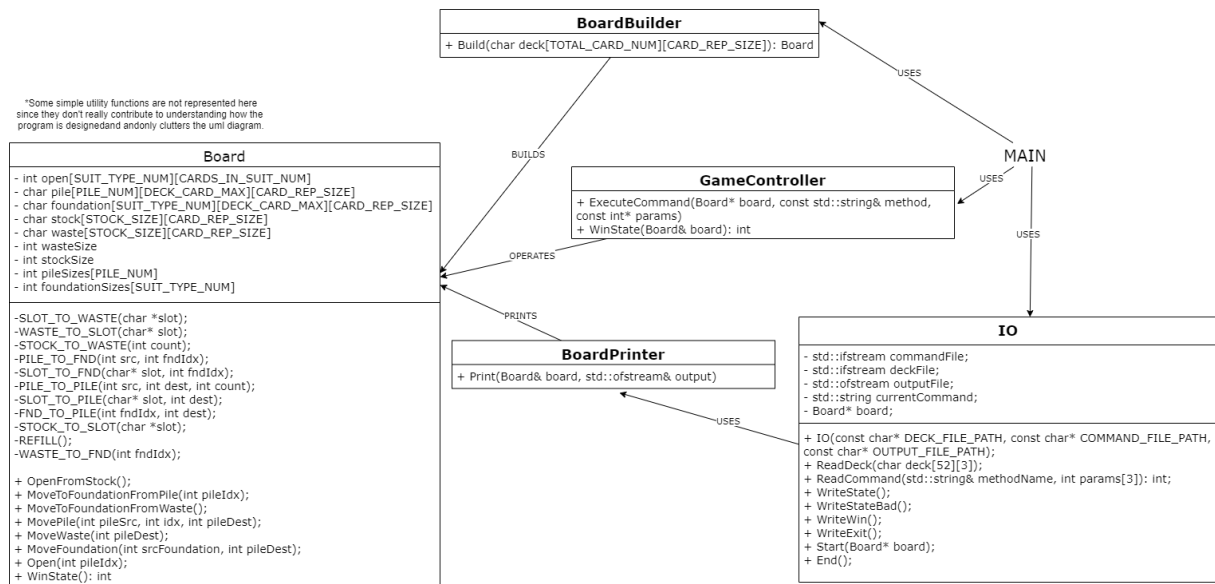 BoardBuilder
+ Build(char deck[TOTAL_CARD_NUM][CARD_REP_SIZE]): Board
USES
*Some simple utility functions are not represented here
since they don't really contribute to understanding how the
program is designedand andonly clutters the uml diagram.
Board
- int open[SUIT_TYPE_NUM][CARDS_IN_SUIT_NUM]
- char pile[PILE_NUM][DECK_CARD_MAX][CARD_REP_SIZE]
- char foundation[SUIT_TYPE_NUM][DECK_CARD_MAX][CARD_REP_SIZE]
- char stock[STOCK_SIZE][CARD_REP_SIZE]
- char waste[STOCK_SIZE][CARD_REP_SIZE]
- int wasteSize
- int stockSize
- int pileSizes[PILE_NUM]
- int foundationSizes[SUIT_TYPE_NUM]
-SLOT_TO_WASTE(char *slot);
-WASTE_TO_SLOT(char* slot);
-STOCK_TO_WASTE(int count);
-PILE_TO_FND(int src, int fndIdx);
-SLOT_TO_FND(char* slot, int fndIdx);
-PILE_TO_PILE(int src, int dest, int count);
-SLOT_TO_PILE(char* slot, int dest);
-FND_TO_PILE(int fndIdx, int dest);
-STOCK_TO_SLOT(char *slot);
-REFILL();
-WASTE_TO_FND(int fndIdx);
+ OpenFromStock();
+ MoveToFoundationFromPile(int pileIdx);
+ MoveToFoundationFromWaste();
+ MovePile(int pileSrc, int idx, int pileDest);
+ MoveWaste(int pileDest);
+ MoveFoundation(int srcFoundation, int pileDest);
+ Open(int pileIdx);
+ WinState(): int
BUILDS
MAIN
USES
GameController
+ ExecuteCommand(Board* board, const std::string& method,
const int* params)
+ WinState(Board& board): int
OPERATES
USES
PRINTS
BoardPrinter
+ Print(Board& board, std::ofstream& output)
USES
IO
- std::ifstream commandFile;
- std::ifstream deckFile;
- std::ofstream outputFile;
- std::string currentCommand;
- Board* board;
+ IO(const char* DECK_FILE_PATH, const char* COMMAND_FILE_PATH,
const char* OUTPUT_FILE_PATH);
+ ReadDeck(char deck[52][3]);
+ ReadCommand(std::string& methodName, int params[3]): int;
+ WriteState();
+ WriteStateBad();
+ WriteWin();
+ WriteExit();
+ Start(Board* board);
+ End();